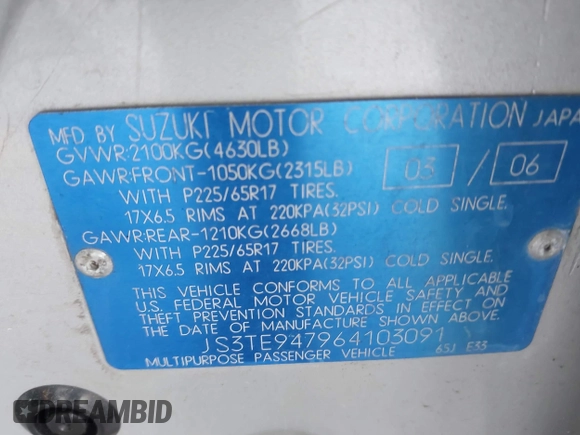 MFD BY SUZUKI MOTOR CORPORATION JAPA
GVWR:2100KG(4630LB)
GAWR:FRONT-1050KG(2315LB) 03 / 06
WITH P225/65R17 TIRES.
17X6.5 RIMS AT 220KPA(32PSI) COLD SINGLE.
GAWR:REAR-1210KG(2668LB)
WITH P225/65R17 TIRES.
17X6.5 RIMS AT 220KPA(32PSI) COLD SINGLE.
THIS VEHICLE CONFORMS TO ALL APPLICABLE
U.S. FEDERAL MOTOR VEHICLE SAFETY AND
THEFT PREVENTION STANDARDS IN EFFECT ON
THE DATE OF MANUFACTURE SHOWN ABOVE.
JS3TE947964103091
MULTIPURPOSE PASSENGER VEHICLE 65J E33
PREAMBID